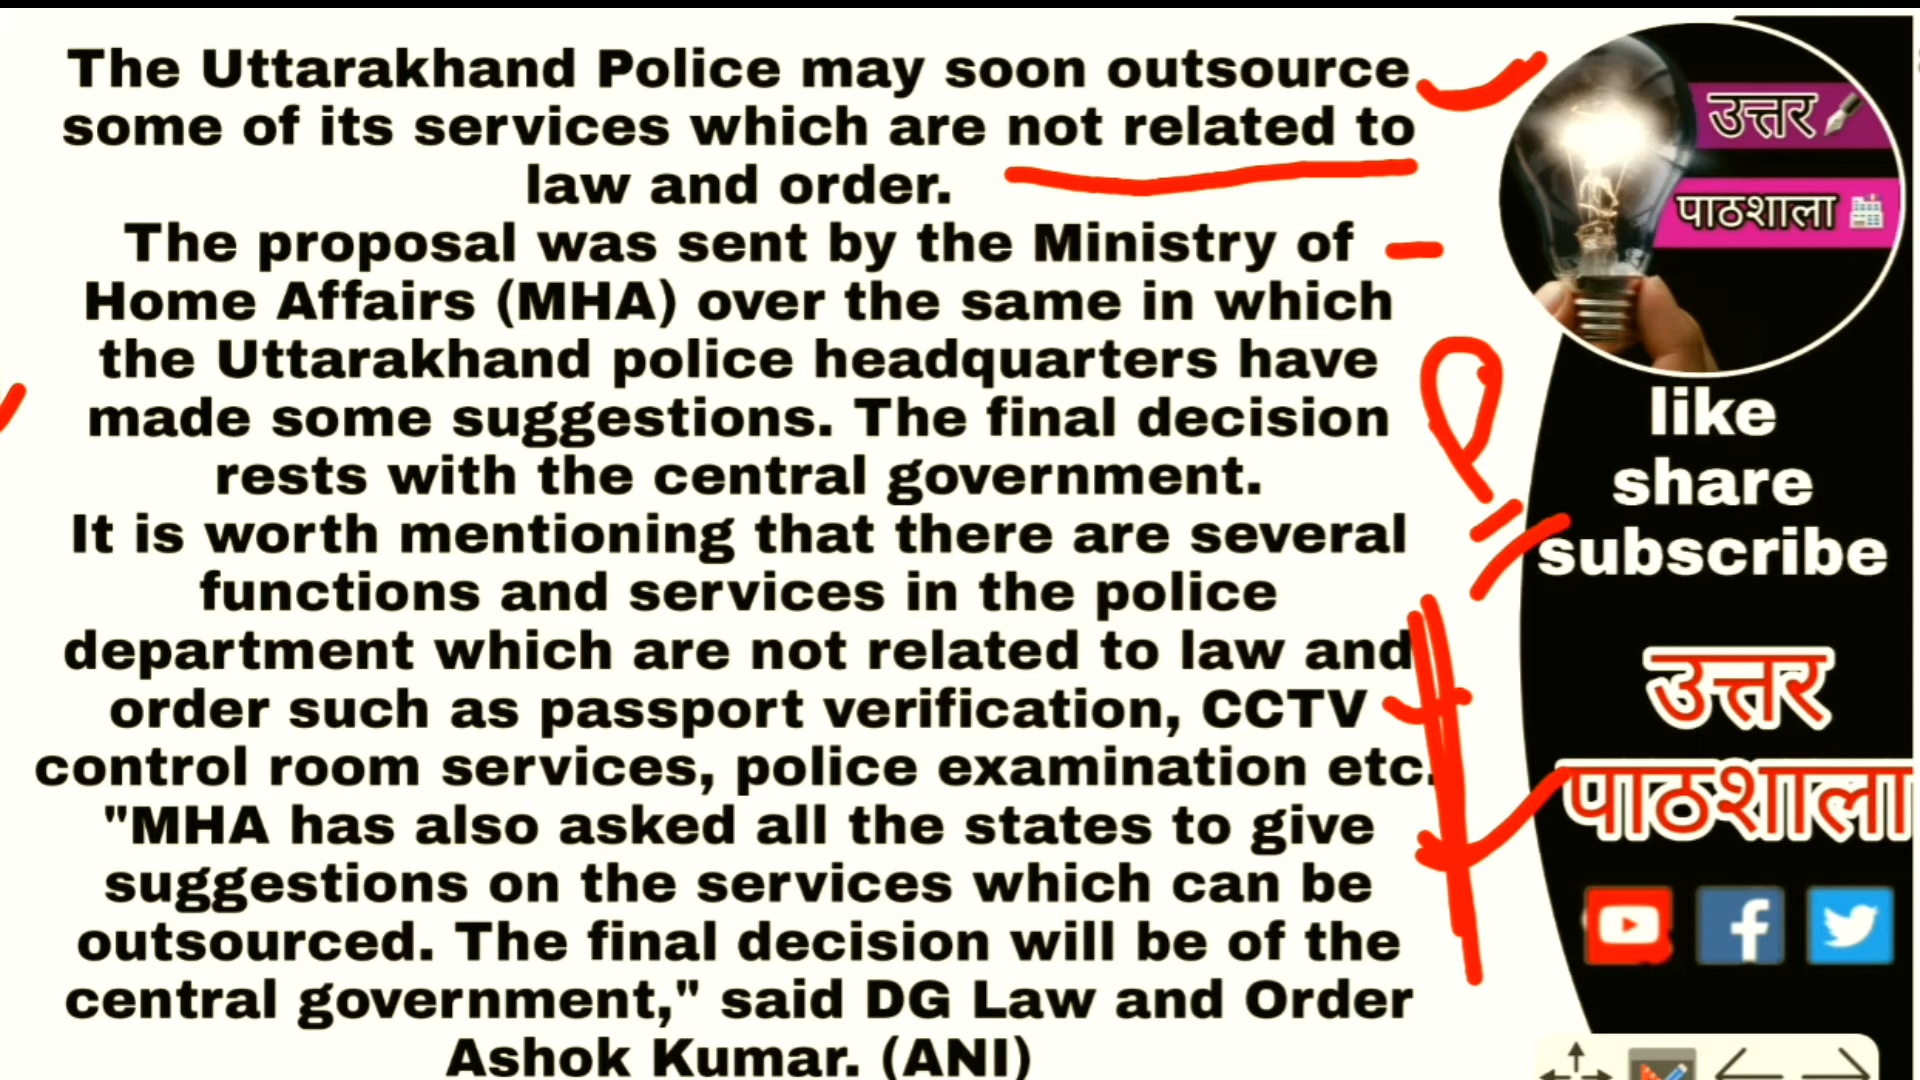 The Uttarakhand Police may soon outsource
some of its services which are not related to
law and order.
The proposal was sent by the Ministry of
Home Affairs (MHA) over the same in which
the Uttarakhand police headquarters have
made some suggestions. The final decision
rests with the central government.
It is worth mentioning that there are several
functions and services in the police
department which are not related to law and
order such as passport verification, CCTV
control room services, police examination etc.
"MHA has also asked all the states to give
suggestions on the services which can be
outsourced. The final decision will be of the
central government," said DG Law and Order
Ashok Kumar. (ANI)
उत्तर
पाठशाला
like
share
subscribe
उत्तर
पाठशाला